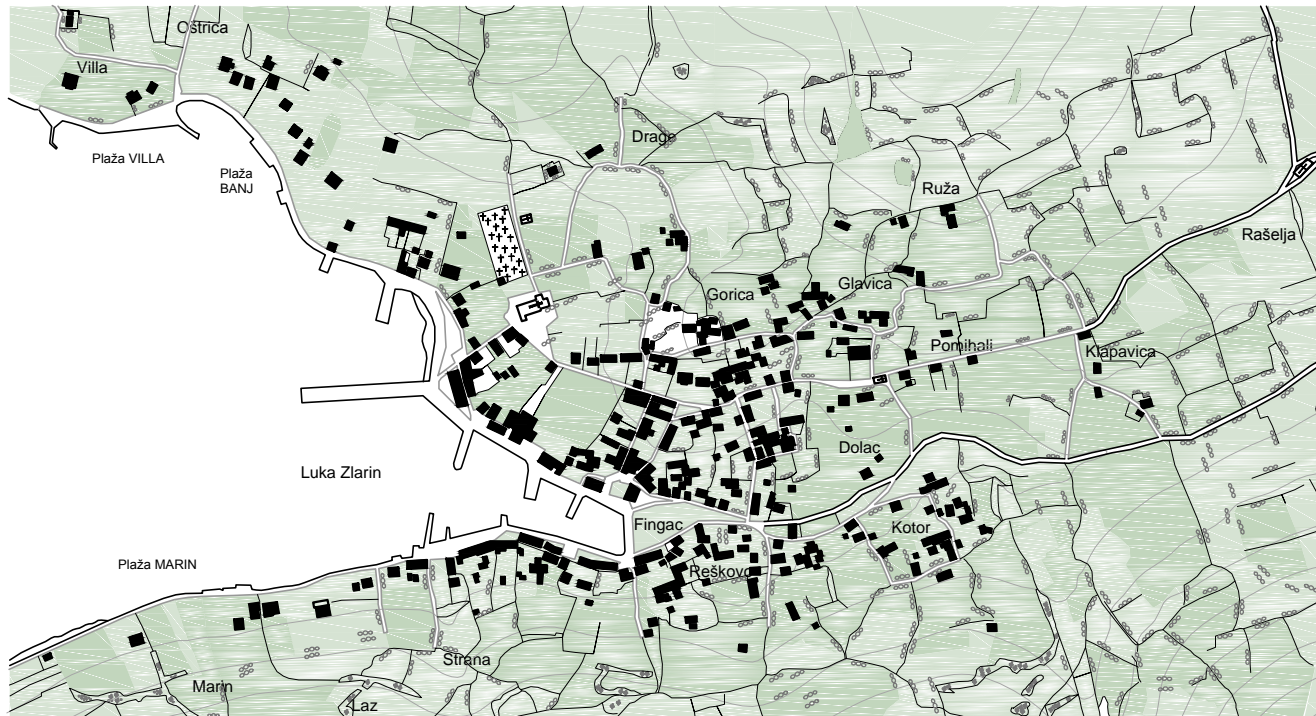 Oštrica
Villa
Plaža VILLA
Plaža
BANJ
Drage
Ruža
Rašelja
Gorica
Glavica
Pomihali
Klapavica
Dolac
Luka Zlarin
Fingac
Kotor
Plaža MARIN
Reškovo
Strana
Marin
Laz